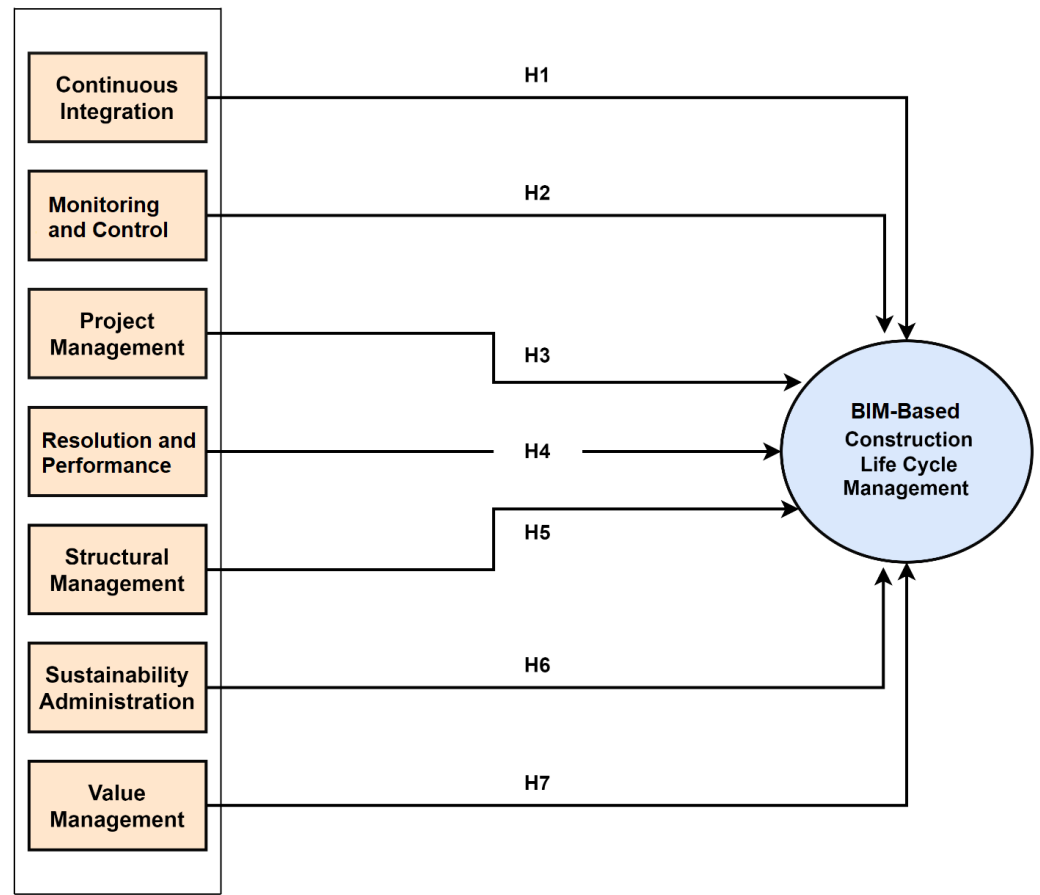 Continuous
Integration
H1
Monitoring
and Control
H2
Project
Management
H3
Resolution and
Performance
H4
Structural
Management
H5
Sustainability
Administration
H6
Value
Management
H7
BIM-Based
Construction
Life Cycle
Management